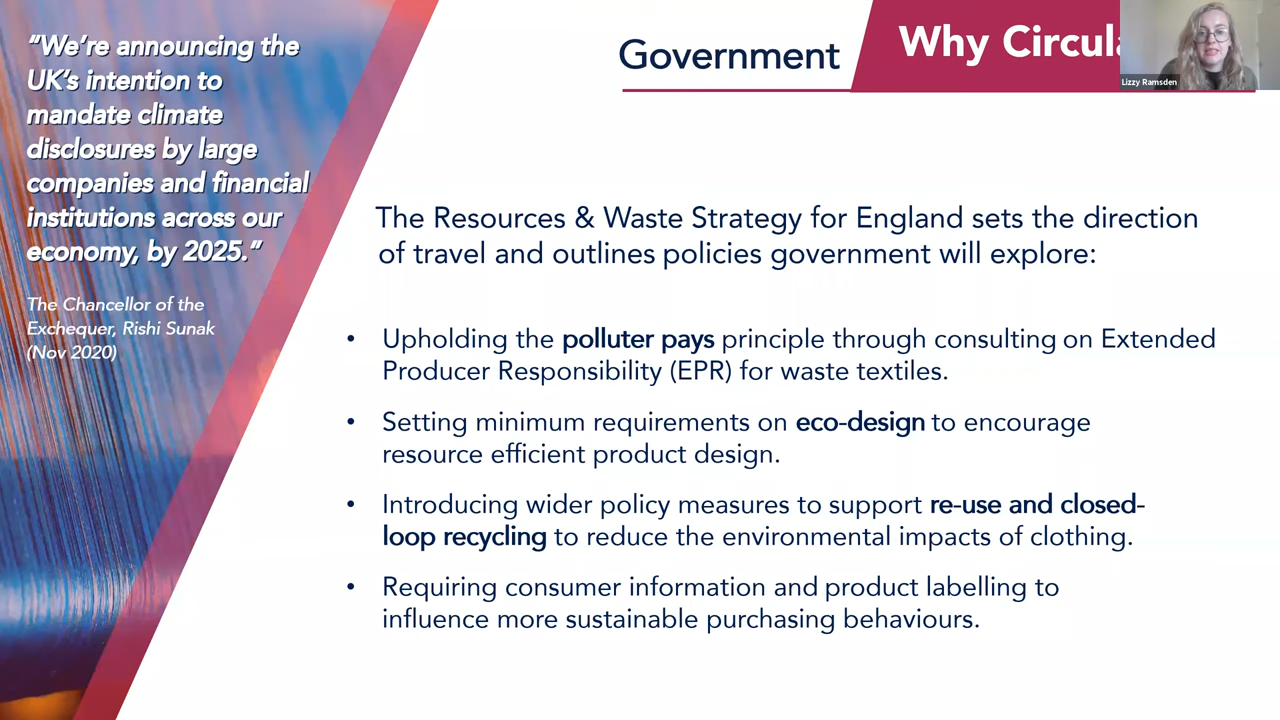 “We’re announcing the
UK’s intention to
mandate climate
disclosures by large
companies and financial
institutions across our
economy, by 2025.”
The Chancellor of the
Exchequer, Rishi Sunak
(Nov 2020)
Government
Why Circula
Lizzy Ramsden
The Resources & Waste Strategy for England sets the direction
of travel and outlines policies government will explore:
• Upholding the polluter pays principle through consulting on Extended
Producer Responsibility (EPR) for waste textiles.
• Setting minimum requirements on eco-design to encourage
resource efficient product design.
• Introducing wider policy measures to support re-use and closed-
loop recycling to reduce the environmental impacts of clothing.
• Requiring consumer information and product labelling to
influence more sustainable purchasing behaviours.